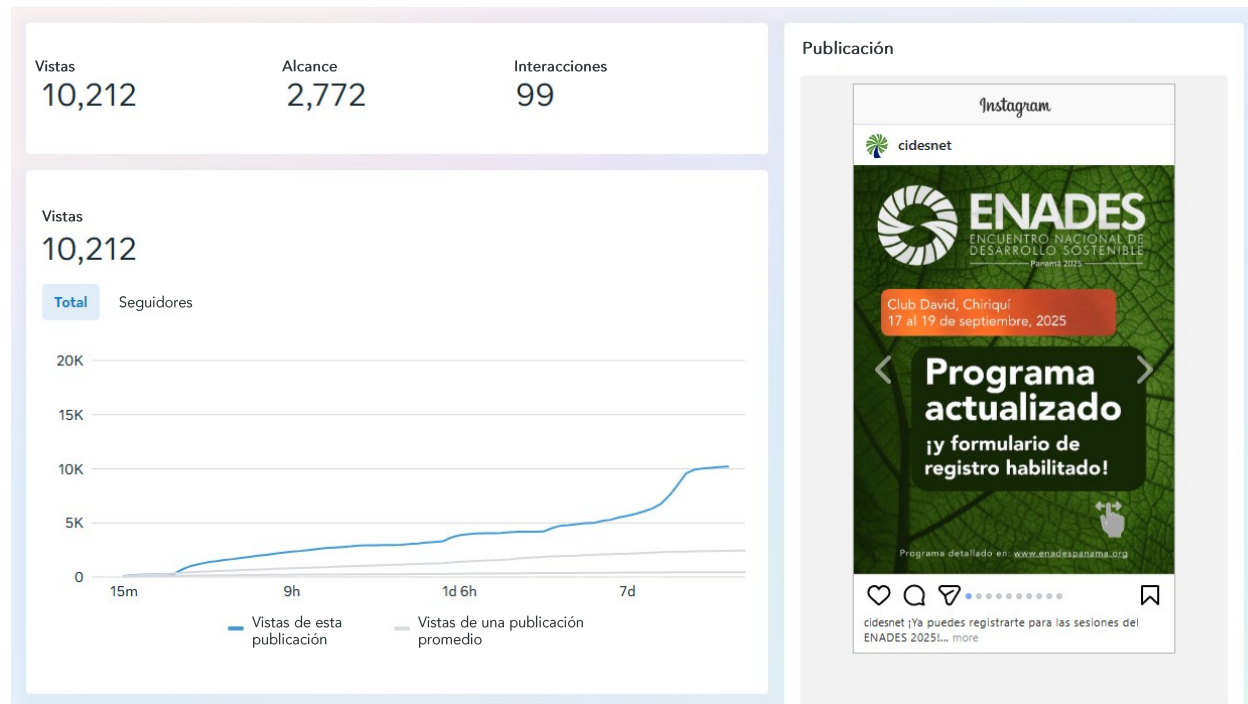 Vistas
10,212
Alcance
2,772
Interacciones
99
Vistas
10,212
Total
Seguidores
20K
15K
10K
5K
0
15m
9h
1d 6h
7d
Vistas de esta
publicación
Vistas de una publicación
promedio
Publicación
Instagram
cidesnet
ENADES
ENCUENTRO NACIONAL DE
DESARROLLO SOSTENIBLE
Panamá 2025
Club David, Chiriquí
17 al 19 de septiembre, 2025
Programa
actualizado
¡y formulario de
registro habilitado!
Programa detallado en: www.enadespanama.org
cidesnet ¡Ya puedes registrarte para las sesiones del
ENADES 2025!... more